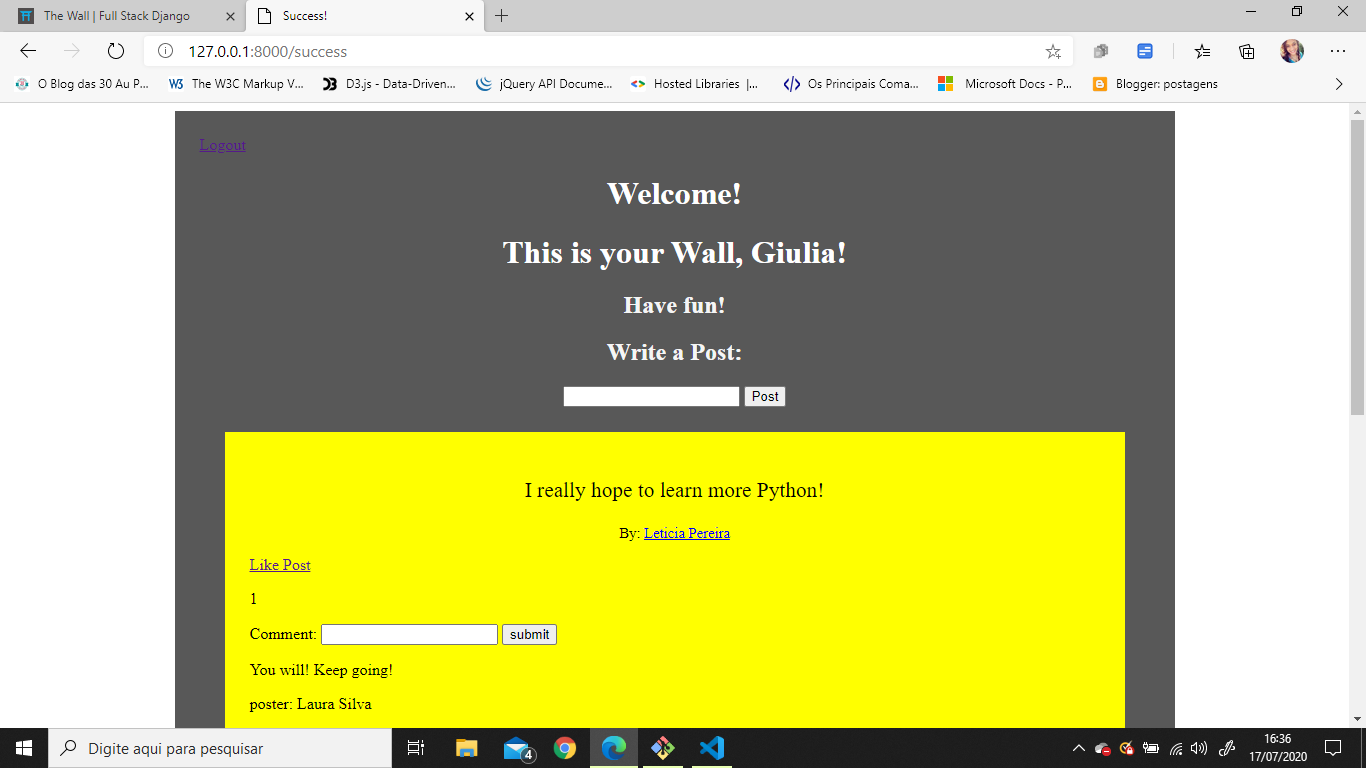 The Wall | Full Stack Django
Success!
127.0.0.1:8000/success
O Blog das 30 Au P...
The W3C Markup V...
D3.js - Data-Driven...
jQuery API Docume...
Hosted Libraries |...
Os Principais Coma...
Microsoft Docs - P...
Blogger: postagens
Logout
Welcome!
This is your Wall, Giulia!
Have fun!
Write a Post:
Post
I really hope to learn more Python!
By: Leticia Pereira
Like Post
1
Comment: submit
You will! Keep going!
poster: Laura Silva
Digite aqui para pesquisar
4
16:36
17/07/2020